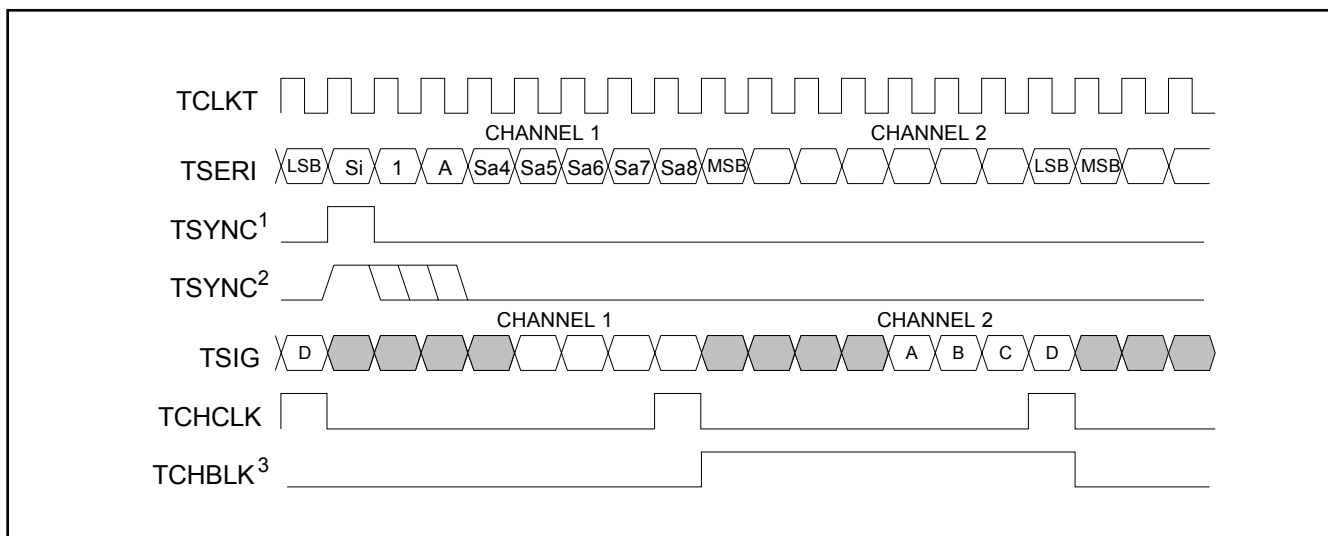 TCLKT
CHANNEL 1 CHANNEL 2
TSERI LSB Si 1 A Sa4 Sa5 Sa6 Sa7 Sa8 MSB LSB MSB
TSYNC1
TSYNC2
CHANNEL 1 CHANNEL 2
TSIG D A B C D
TCHCLK
TCHBLK3